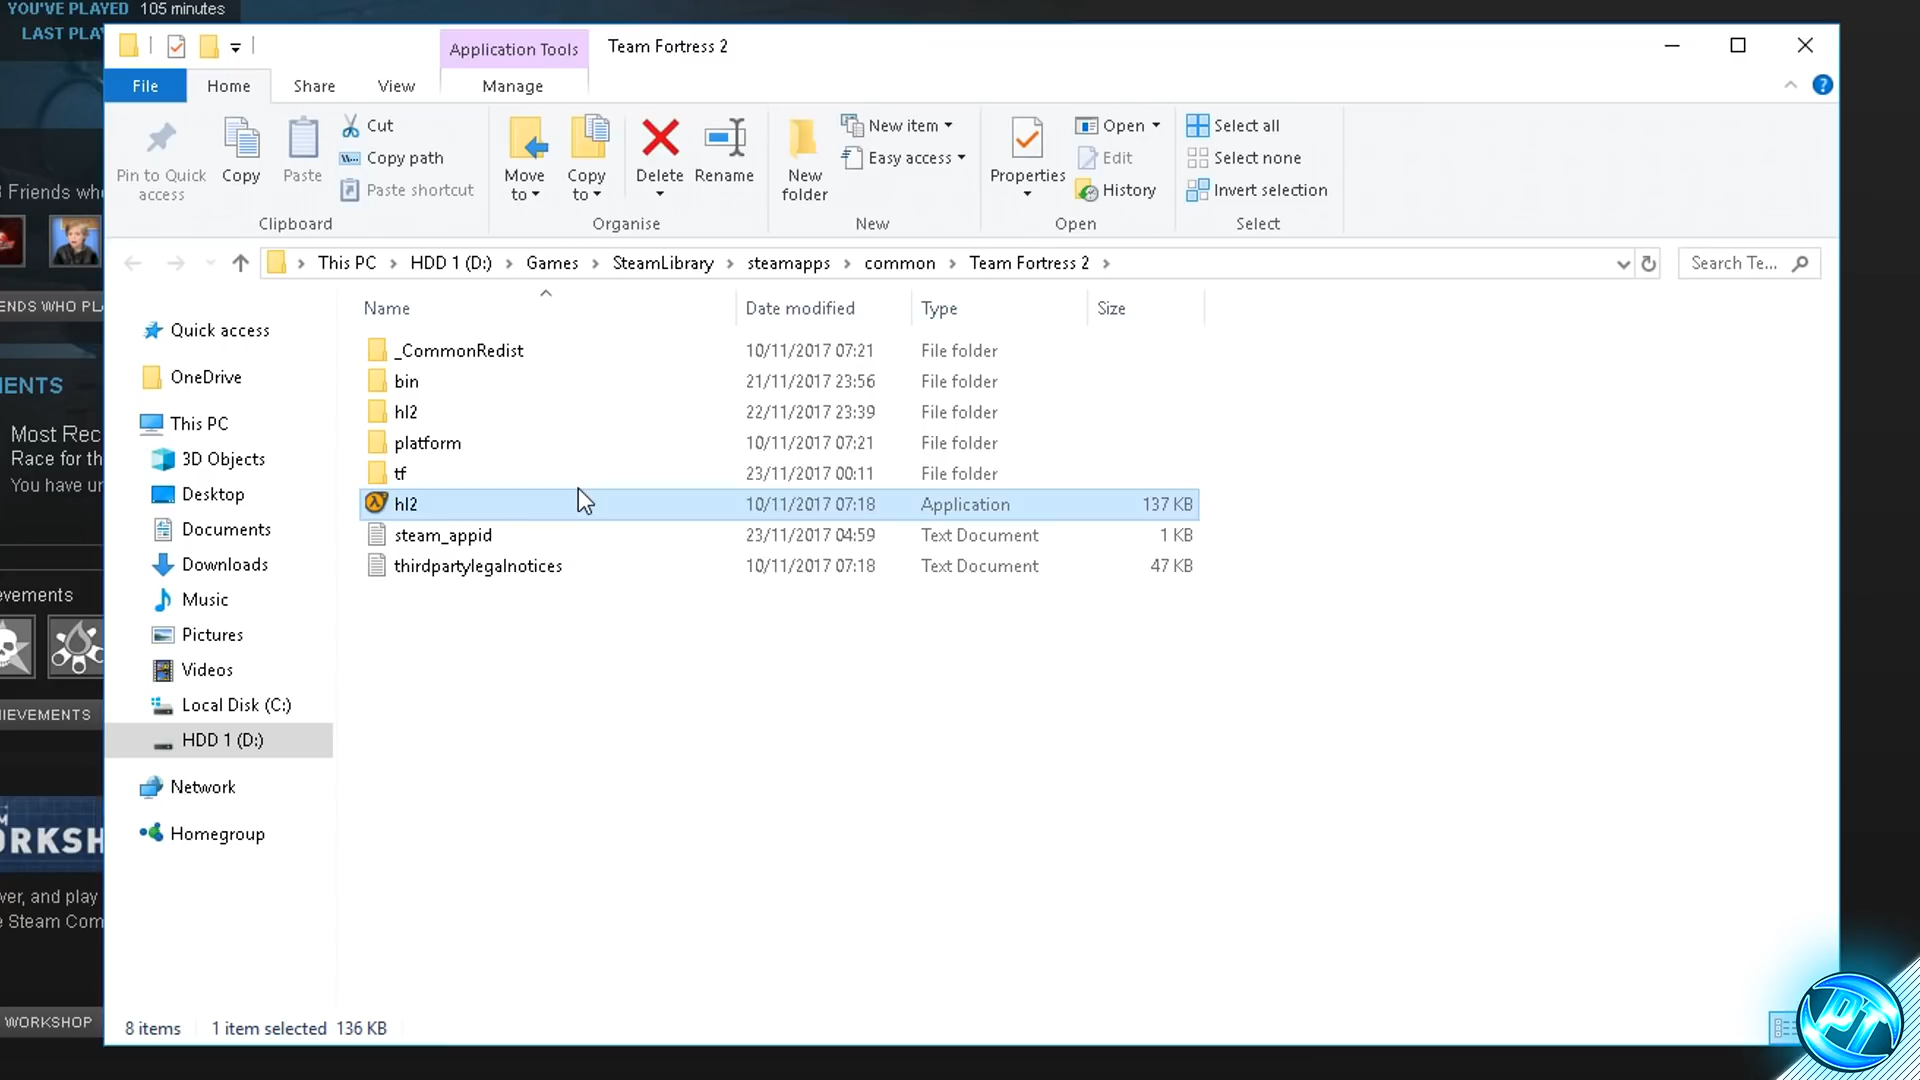 YOU'VE PLAYED 105 minutes
LAST PLA
Application Tools
Team Fortress 2
File
Home
Share
View
Manage
Pin to Quick access
Copy
Paste
Cut
Copy path
Paste shortcut
Clipboard
Move to
Copy to
Delete
Rename
Organise
New folder
New item
Easy access
New
Properties
Open
Edit
History
Open
Select all
Select none
Invert selection
Select
This PC > HDD 1 (D:) > Games > SteamLibrary > steamapps > common > Team Fortress 2 >
Search Te...
Name
Date modified
Type
Size
_CommonRedist 10/11/2017 07:21 File folder
bin 21/11/2017 23:56 File folder
hl2 22/11/2017 23:39 File folder
platform 10/11/2017 07:21 File folder
tf 23/11/2017 00:11 File folder
hl2 10/11/2017 07:18 Application 137 KB
steam_appid 23/11/2017 04:59 Text Document 1 KB
thirdpartylegalnotices 10/11/2017 07:18 Text Document 47 KB
Quick access
OneDrive
This PC
3D Objects
Desktop
Documents
Downloads
Music
Pictures
Videos
Local Disk (C:)
HDD 1 (D:)
Network
Homegroup
Friends who
ENDS WHO PL
MENTS
Most Rec
Race for th
You have un
evements
IEVEMENTS
ORKSH
ver, and play
e Steam Com
WORKSHOP
8 items
1 item selected 136 KB
PT